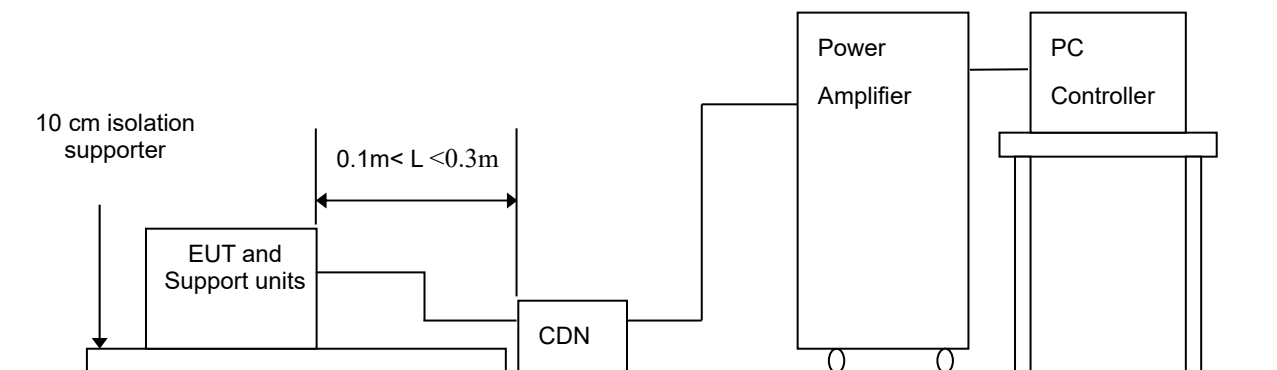 Power
Amplifier
PC
Controller
10 cm isolation
supporter
0.1m< L <0.3m
EUT and
Support units
CDN